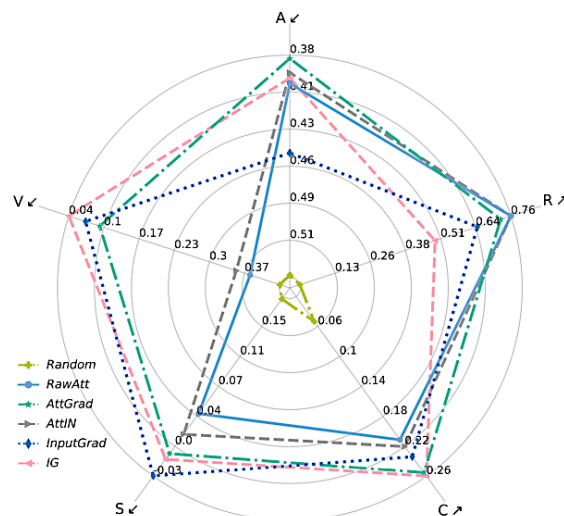 A ↙
0.38
0.41
0.43
0.46
0.49
0.51
R ↗
0.76
0.64
0.51
0.38
0.26
0.13
V ↙
0.04
0.1
0.17
0.23
0.3
0.37
0.15
0.11
0.07
0.04
0.0
-0.03
S ↙
0.06
0.1
0.14
0.18
0.22
0.26
C ↗
Random
RawAtt
AttGrad
AttIN
InputGrad
IG